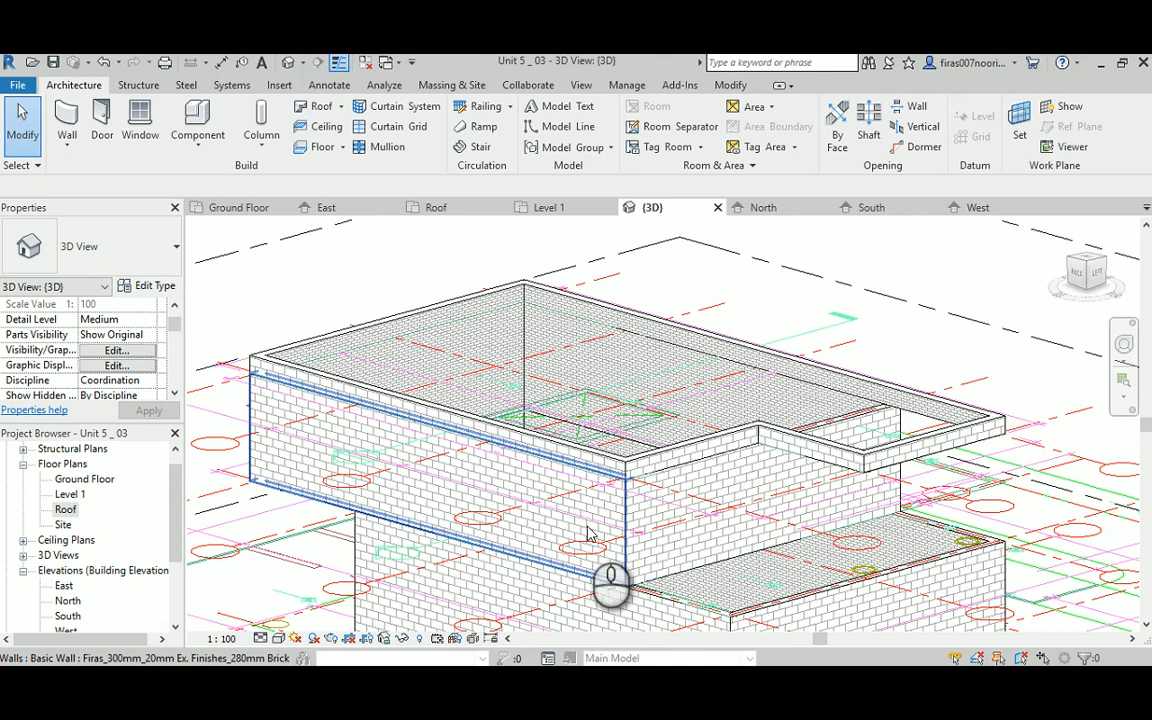 Unit 5 _ 03 - 3D View: {3D}
Type a keyword or phrase
firas007noori...
File Architecture Structure Steel Systems Insert Annotate Analyze Massing & Site Collaborate View Manage Add-Ins Modify
Modify
Wall
Door
Window
Component
Column
Roof
Ceiling
Floor
Curtain System
Curtain Grid
Mullion
Railing
Ramp
Stair
Model Text
Model Line
Model Group
Room
Room Separator
Tag Room
Area
Area Boundary
Tag Area
By
Face
Shaft
Wall
Vertical
Dormer
Level
Grid
Set
Show
Ref Plane
Viewer
Select Build Circulation Model Room & Area Opening Datum Work Plane
Properties
Ground Floor East Roof Level 1 {3D} North South West
3D View
3D View: {3D} Edit Type
Scale Value 1: 100
Detail Level Medium
Parts Visibility Show Original
Visibility/Grap... Edit...
Graphic Displ... Edit...
Discipline Coordination
Show Hidden ... By Discipline
Properties help Apply
Project Browser - Unit 5 _ 03
Structural Plans
Floor Plans
Ground Floor
Level 1
Roof
Site
Ceiling Plans
3D Views
Elevations (Building Elevation)
East
North
South
West
BACK LEFT
1 : 100
Walls : Basic Wall : Firas_300mm_20mm Ex. Finishes_280mm Brick
:0
Main Model
:0